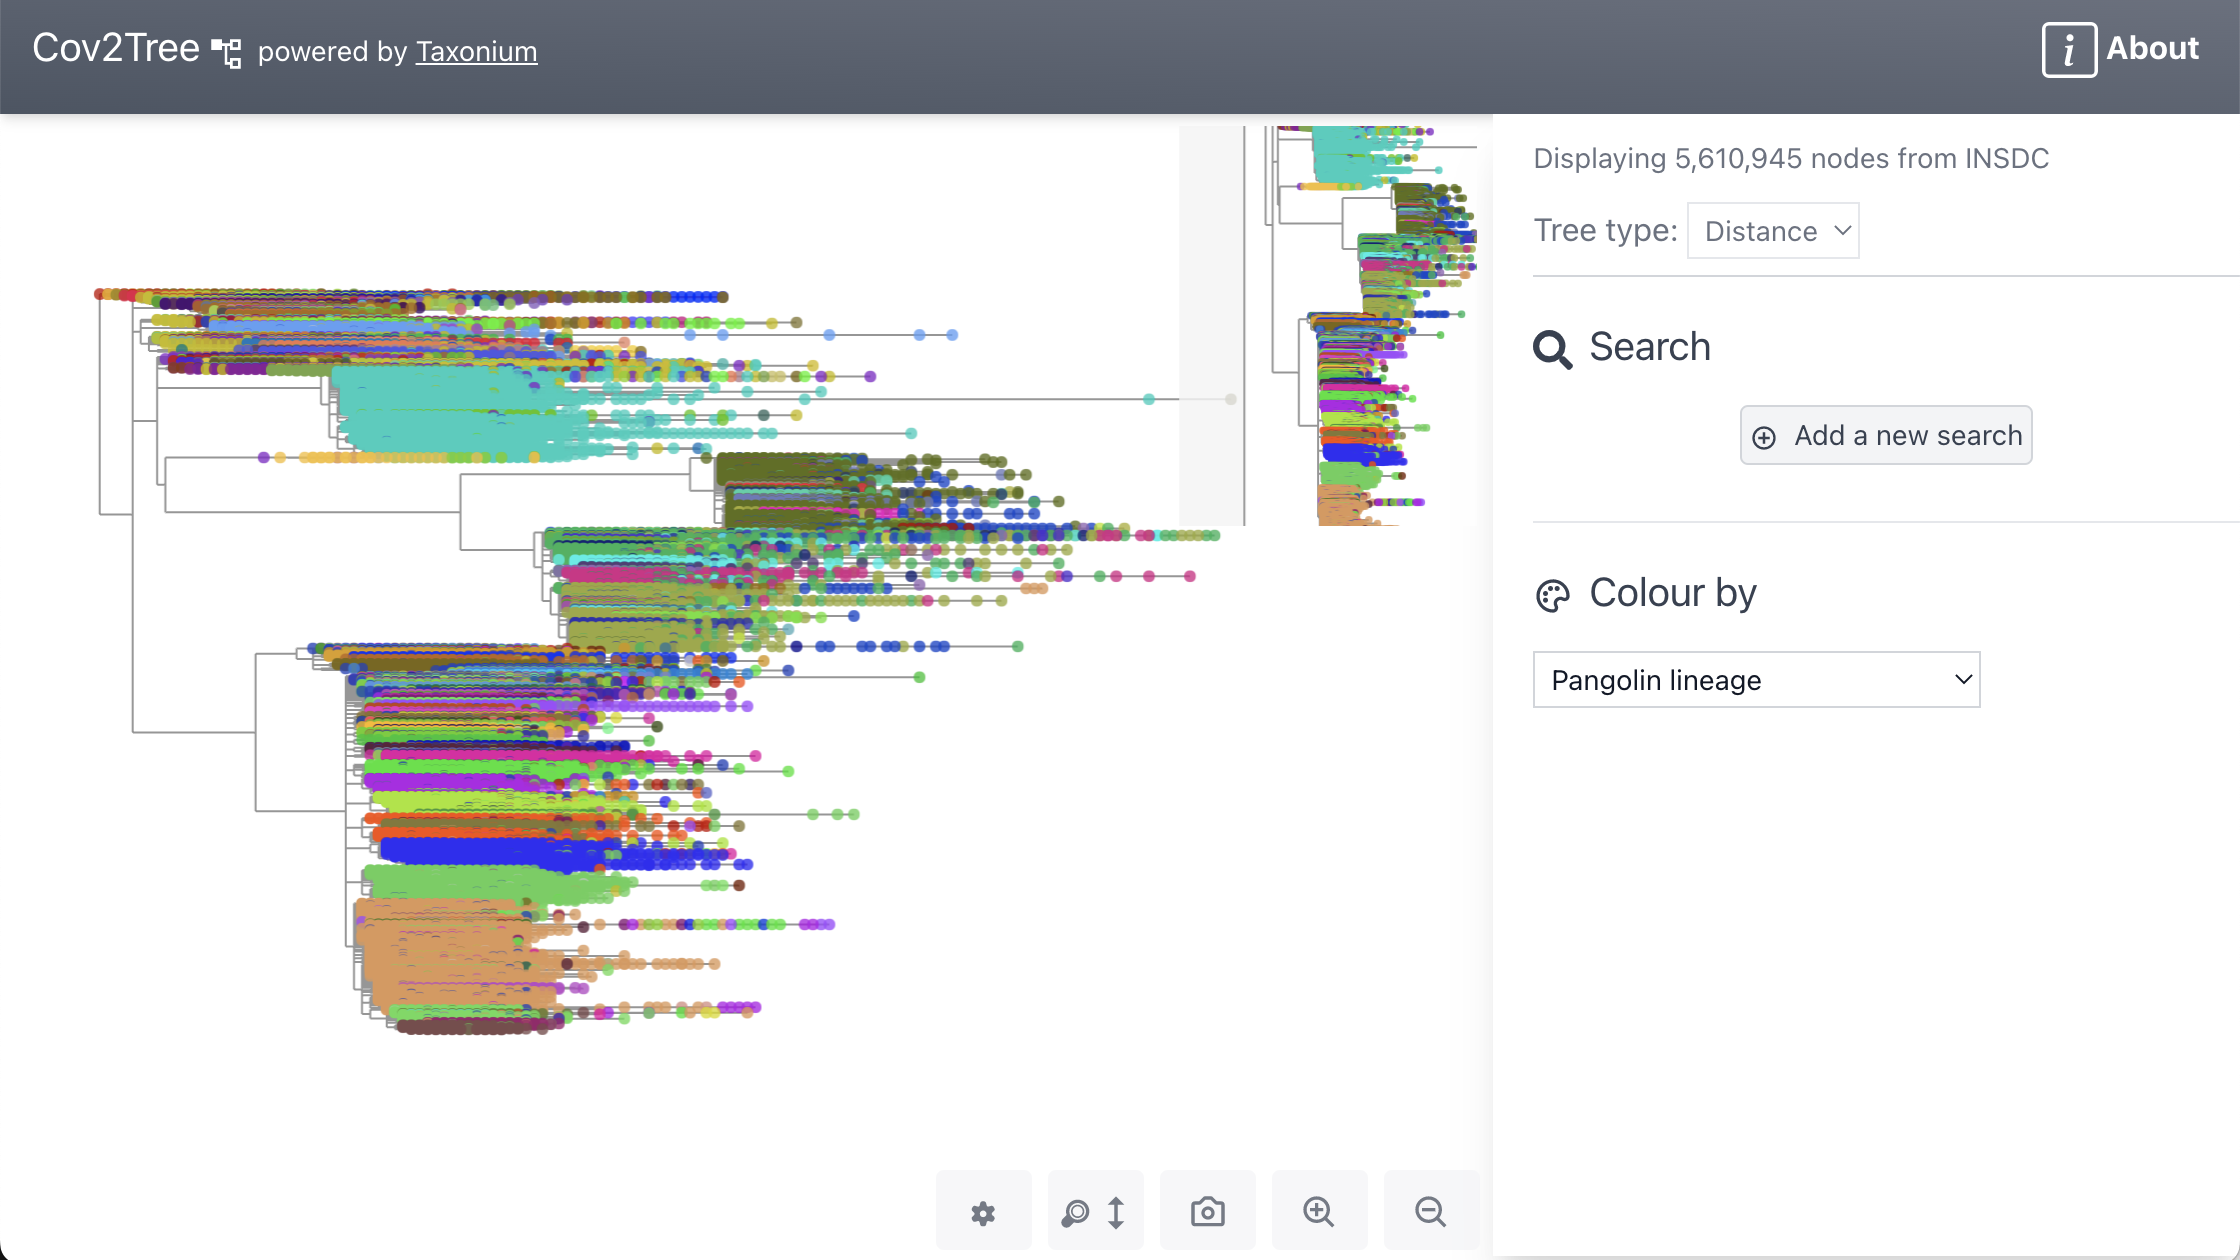 Cov2Tree powered by Taxonium
About
Displaying 5,610,945 nodes from INSDC
Tree type: Distance
Search
Add a new search
Colour by
Pangolin lineage